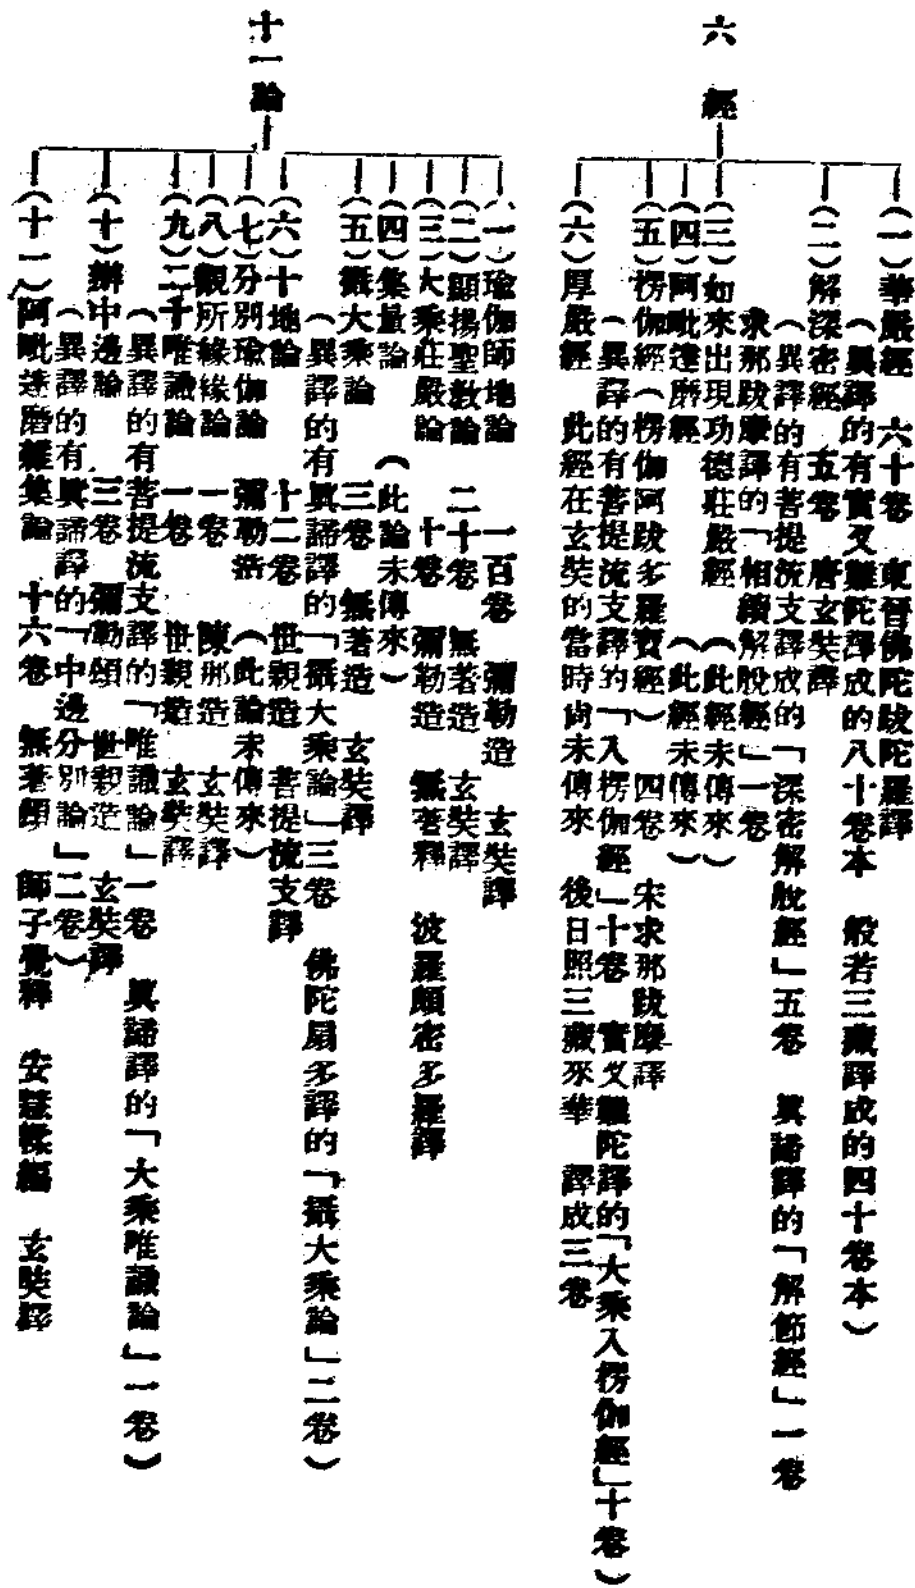 六經
(一)華嚴經 六十卷 東晉佛陀跋陀羅譯
(異譯的有實叉難陀譯成的八十卷本 般若三藏譯成的四十卷本)
(二)解深密經 五卷 唐玄奘譯
(異譯的有菩提流支譯成的「深密解脫經」五卷 眞諦譯的「解節經」一卷
求那跋摩譯的「相續解脫經」一卷
(三)如來出現功德莊嚴經 (此經未傳來)
(四)阿毗達磨經 (此經未傳來)
(五)楞伽經(楞伽阿跋多羅寶經) 四卷 宋求那跋摩譯
(異譯的有菩提流支譯的「入楞伽經」十卷 實叉難陀譯的「大乘入楞伽經」十卷)
(六)厚嚴經 此經在玄奘的當時尚未傳來 後日照三藏來華 譯成三卷
十一論
(一)瑜伽師地論 一百卷 彌勒造 玄奘譯
(二)顯揚聖教論 二十卷 無著造 玄奘譯
(三)大乘莊嚴論 十卷 彌勒造 無著釋 波羅頗密多羅譯
(四)集量論 (此論未傳來)
(五)攝大乘論 三卷 無著造 玄奘譯
(異譯的有眞諦譯的「攝大乘論」三卷 佛陀扇多譯的「攝大乘論」二卷)
(六)十地論 十二卷 世親造 菩提流支譯
(七)分別瑜伽論 彌勒造 (此論未傳來)
(八)觀所緣緣論 一卷 陳那造 玄奘譯
(九)二十唯識論 一卷 世親造 玄奘譯
(異譯的有菩提流支譯的「唯識論」一卷 眞諦譯的「大乘唯識論」一卷)
(十)辦中邊論 三卷 彌勒頌 世親造 玄奘譯
(異譯的有眞諦譯的「中邊分別論」二卷)
(十一)阿毗達磨雜集論 十六卷 無著頌 師子覺釋 安慧糅編 玄奘譯